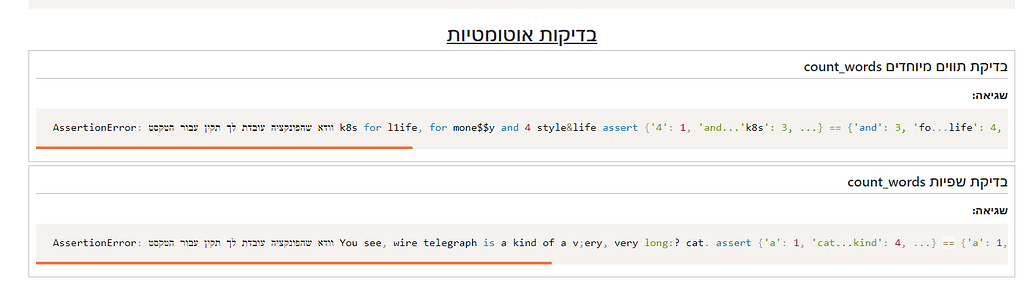 בדיקות אוטומטיות
בדיקת תווים מיוחדים count_words
שגיאה:
AssertionError: וודא שהפונקציה עובדת לך תקין עבור הטקסט k8s for l1ife, for mone$$y and 4 style&life assert {'4': 1, 'and...'k8s': 3, ...} == {'and': 3, 'fo...life': 4,
בדיקת שפיות count_words
שגיאה:
AssertionError: וודא שהפונקציה עובדת לך תקין עבור הטקסט You see, wire telegraph is a kind of a v;ery, very long:? cat. assert {'a': 1, 'cat...kind': 4, ...} == {'a': 1,